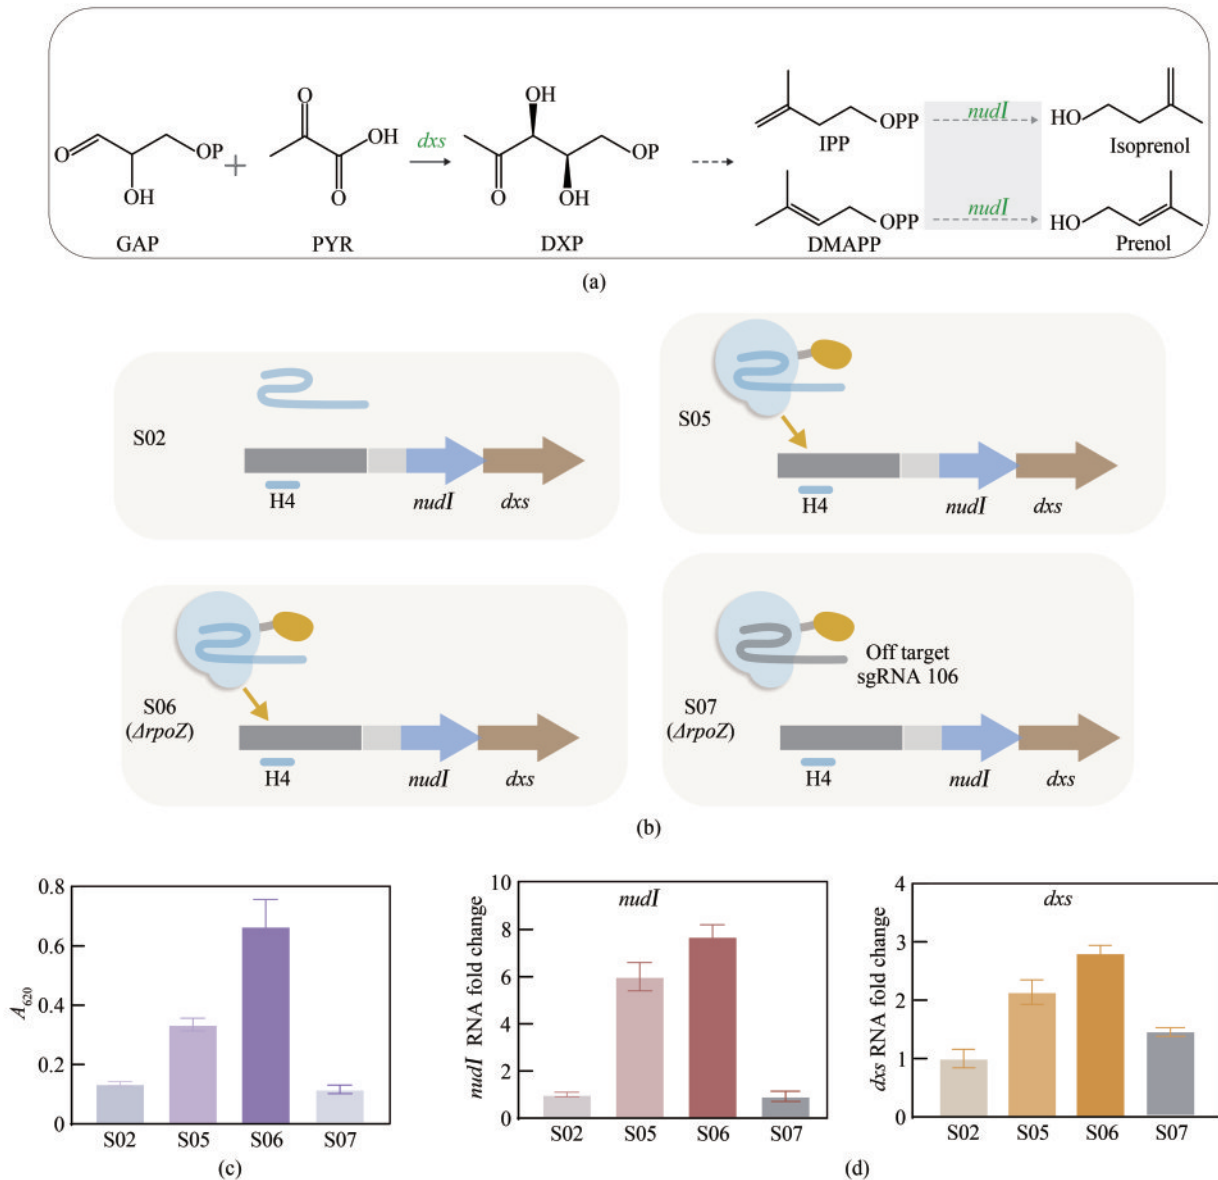 OH
O
O
OH
OP
OH
O
dxs
O
OH
OP
OPP
OPP
nudI
nudI
HO
HO
GAP
PYR
DXP
IPP
DMAPP
Isoprenol
Prenol
(a)
S02
H4
nudI
dxs
S05
H4
nudI
dxs
S06
(ΔrpoZ)
H4
nudI
dxs
Off target
sgRNA 106
S07
(ΔrpoZ)
H4
nudI
dxs
(b)
A620
0.8
0.6
0.4
0.2
0
S02 S05 S06 S07
(c)
nudI RNA fold change
nudI
10
8
6
4
2
0
S02 S05 S06 S07
dxs RNA fold change
dxs
4
3
2
1
0
S02 S05 S06 S07
(d)